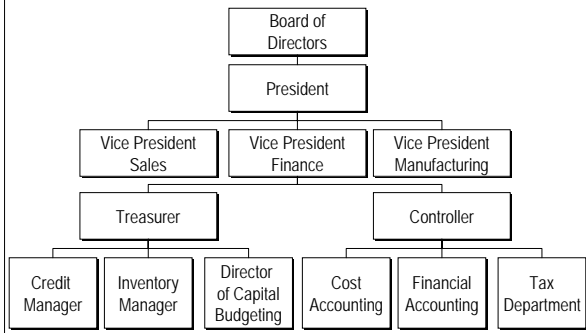 Board of
Directors
President
Vice President
Sales
Vice President
Finance
Vice President
Manufacturing
Treasurer
Controller
Credit
Manager
Inventory
Manager
Director
of Capital
Budgeting
Cost
Accounting
Financial
Accounting
Tax
Department